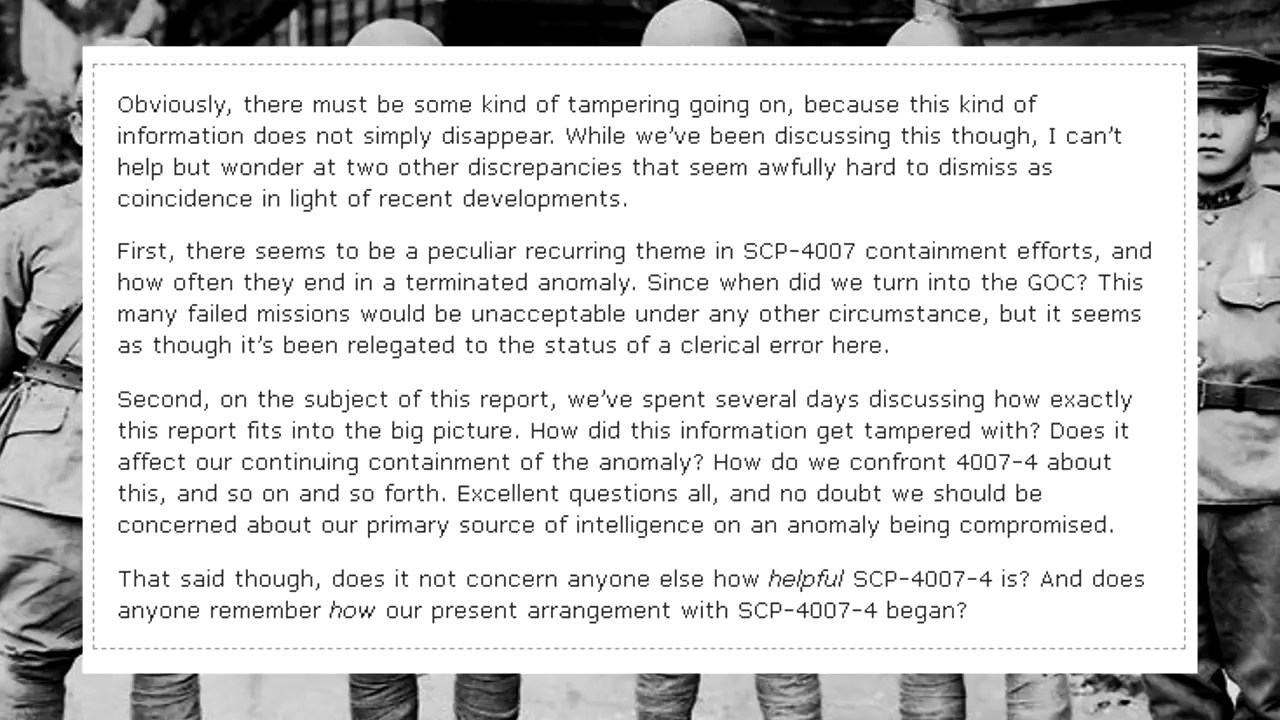 Obviously, there must be some kind of tampering going on, because this kind of
information does not simply disappear. While we’ve been discussing this though, I can’t
help but wonder at two other discrepancies that seem awfully hard to dismiss as
coincidence in light of recent developments.
First, there seems to be a peculiar recurring theme in SCP-4007 containment efforts, and
how often they end in a terminated anomaly. Since when did we turn into the GOC? This
many failed missions would be unacceptable under any other circumstance, but it seems
as though it’s been relegated to the status of a clerical error here.
Second, on the subject of this report, we’ve spent several days discussing how exactly
this report fits into the big picture. How did this information get tampered with? Does it
affect our continuing containment of the anomaly? How do we confront 4007-4 about
this, and so on and so forth. Excellent questions all, and no doubt we should be
concerned about our primary source of intelligence on an anomaly being compromised.
That said though, does it not concern anyone else how helpful SCP-4007-4 is? And does
anyone remember how our present arrangement with SCP-4007-4 began?